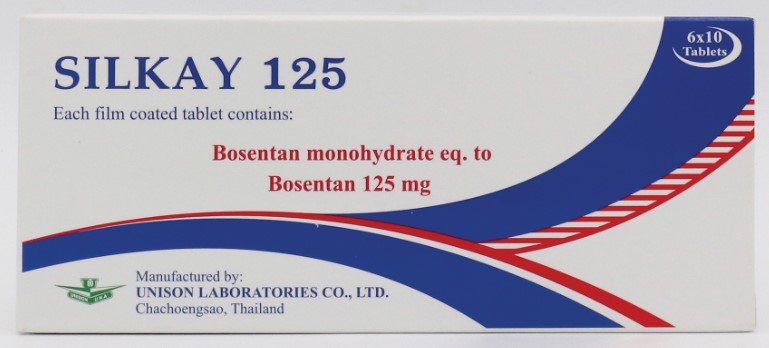 6x10
Tablets
SILKAY 125
Each film coated tablet contains:
Bosentan monohydrate eq. to
Bosentan 125 mg
Manufactured by:
UNISON LABORATORIES CO., LTD.
Chachoengsao, Thailand